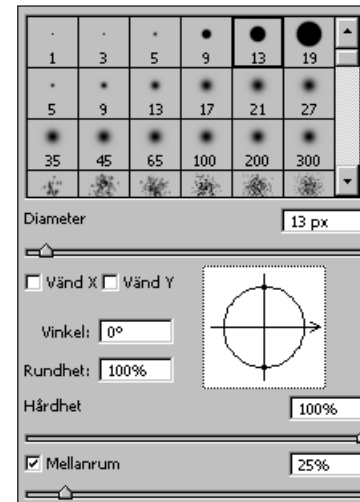 1 3 5 9 13 19
5 9 13 17 21 27
35 45 65 100 200 300
Diameter 13 px
Vänd X Vänd Y
Vinkel: 0°
Rundhet: 100%
Hårdhet 100%
Mellanrum 25%